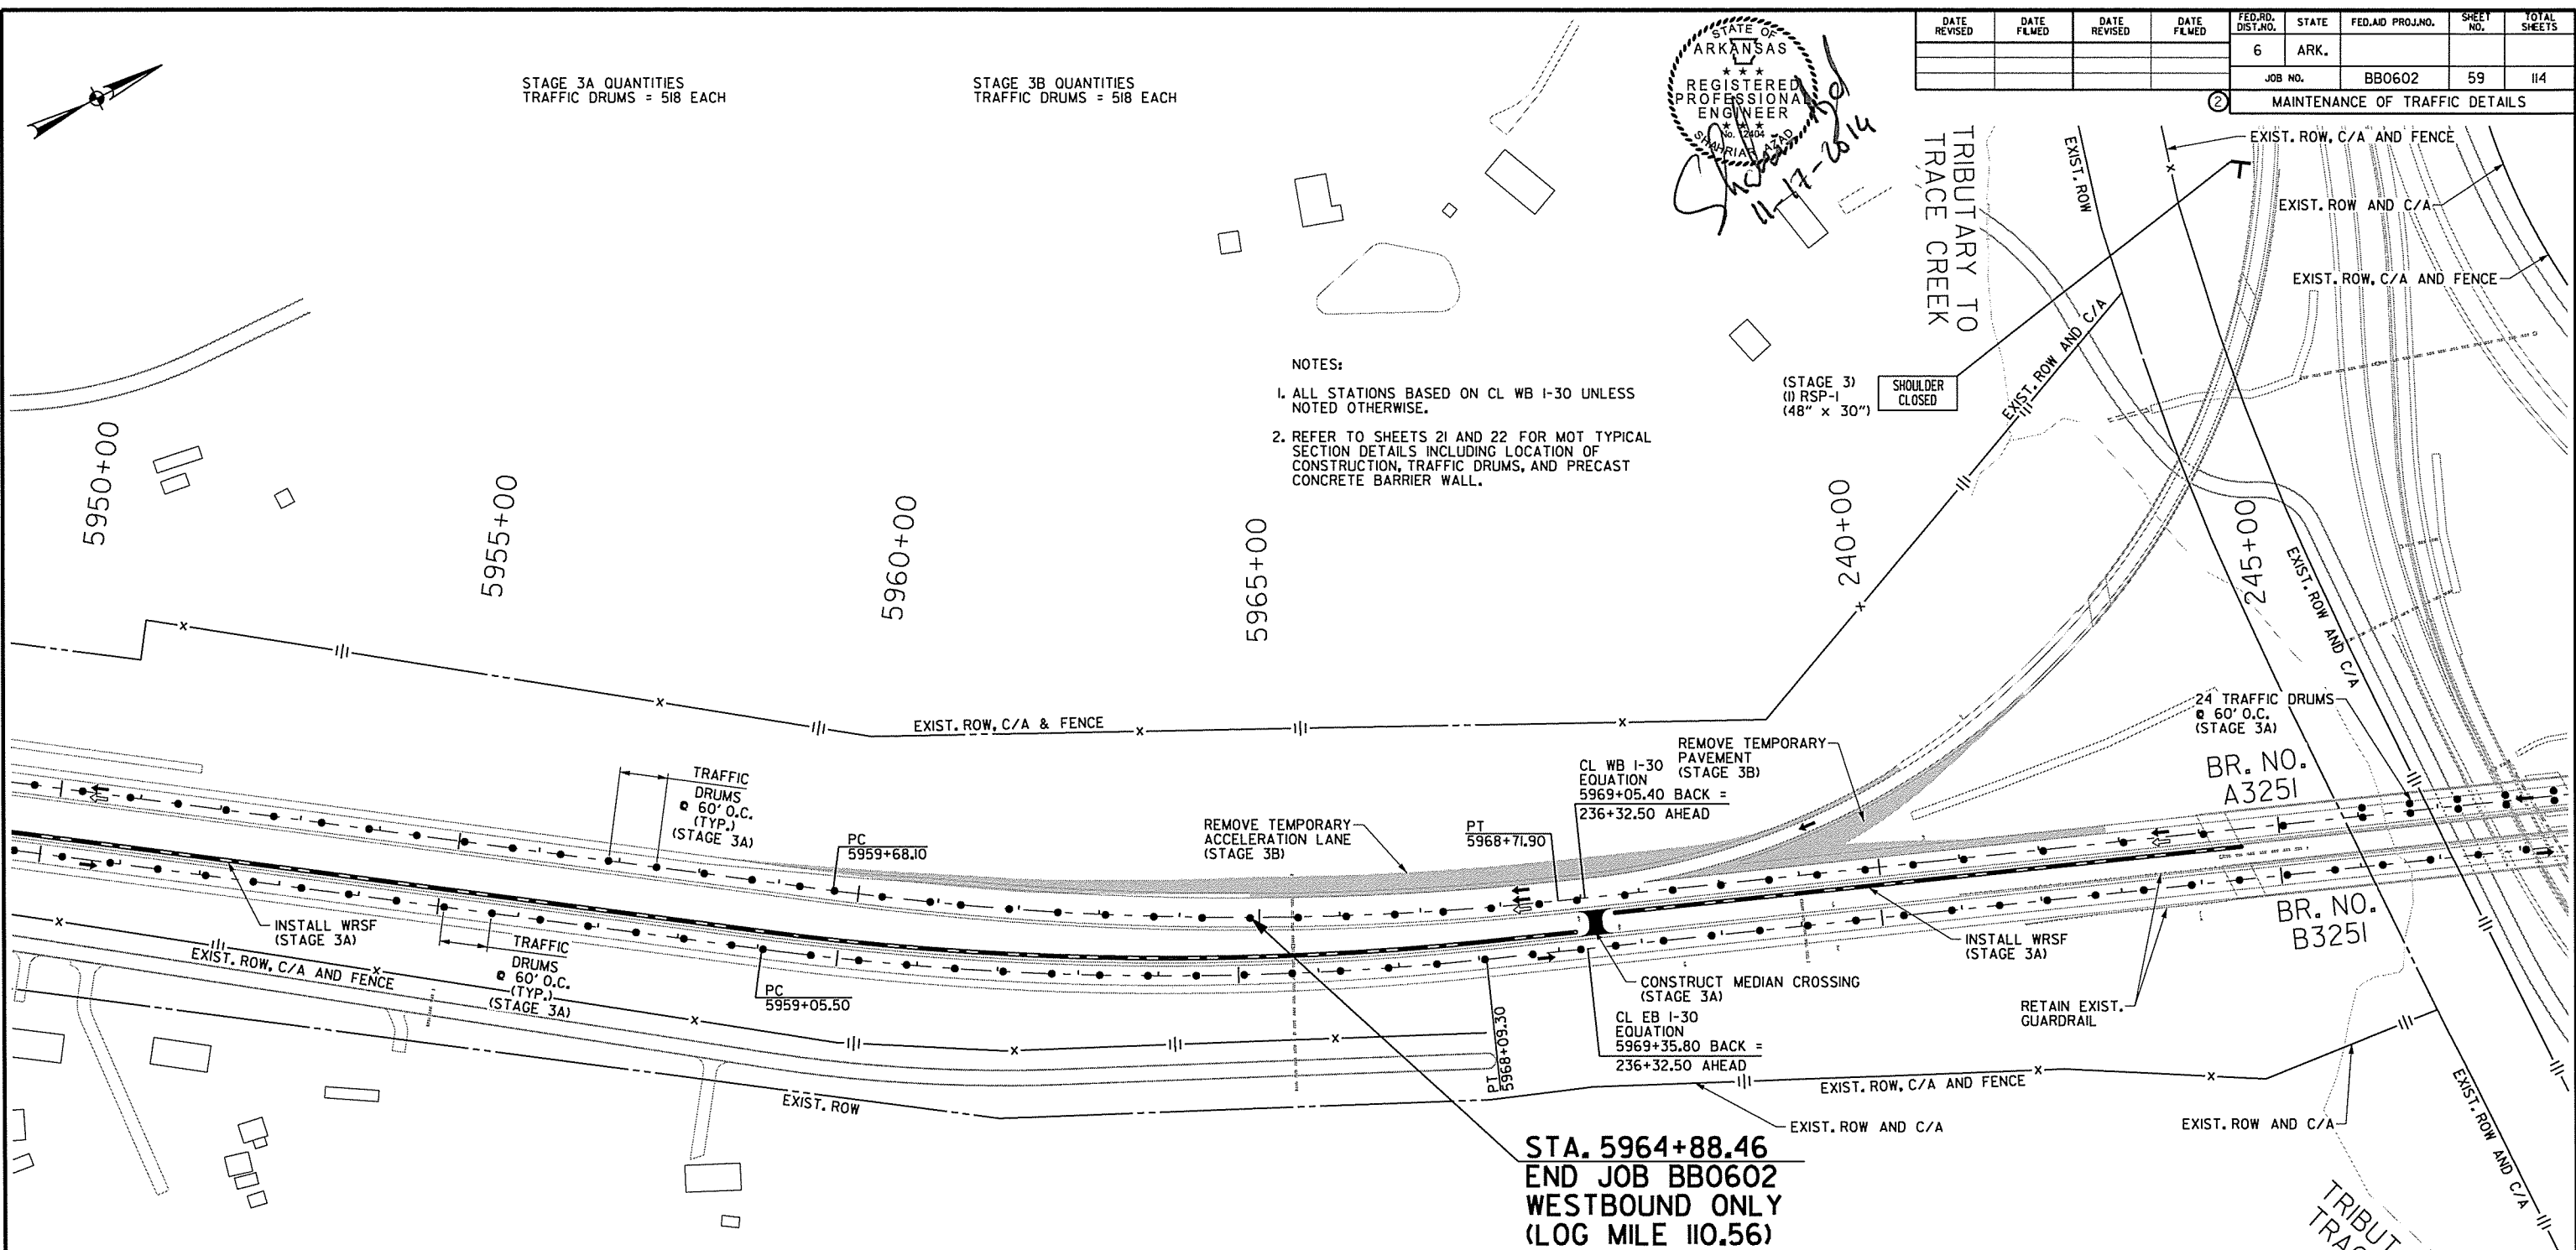 DATE REVISED
DATE FILMED
DATE REVISED
DATE FILMED
FED.RD. DIST.NO.
STATE
FED.AID PROJ.NO.
SHEET NO.
TOTAL SHEETS
6
ARK.
JOB NO.
BB0602
59
114
2
MAINTENANCE OF TRAFFIC DETAILS
STAGE 3A QUANTITIES
TRAFFIC DRUMS = 518 EACH
STAGE 3B QUANTITIES
TRAFFIC DRUMS = 518 EACH
STATE OF
ARKANSAS
REGISTERED
PROFESSIONAL
ENGINEER
No. 12404
SHAHRIAR AZAD
11-17-2014
TRIBUTARY TO
TRACE CREEK
EXIST. ROW
EXIST. ROW, C/A AND FENCE
EXIST. ROW AND C/A
EXIST. ROW, C/A AND FENCE
EXIST. ROW AND C/A
NOTES:
1. ALL STATIONS BASED ON CL WB I-30 UNLESS
NOTED OTHERWISE.
2. REFER TO SHEETS 21 AND 22 FOR MOT TYPICAL
SECTION DETAILS INCLUDING LOCATION OF
CONSTRUCTION, TRAFFIC DRUMS, AND PRECAST
CONCRETE BARRIER WALL.
(STAGE 3)
(1) RSP-1
(48" x 30")
SHOULDER
CLOSED
5950+00
5955+00
5960+00
5965+00
240+00
245+00
EXIST. ROW AND C/A
EXIST. ROW, C/A & FENCE
24 TRAFFIC DRUMS
@ 60' O.C.
(STAGE 3A)
BR. NO.
A3251
TRAFFIC
DRUMS
@ 60' O.C.
(TYP.)
(STAGE 3A)
PC
5959+68.10
REMOVE TEMPORARY
ACCELERATION LANE
(STAGE 3B)
PT
5968+71.90
CL WB I-30
EQUATION
5969+05.40 BACK =
236+32.50 AHEAD
REMOVE TEMPORARY
PAVEMENT
(STAGE 3B)
INSTALL WRSF
(STAGE 3A)
EXIST. ROW, C/A AND FENCE
TRAFFIC
DRUMS
@ 60' O.C.
(TYP.)
(STAGE 3A)
PC
5959+05.50
PT
5968+09.30
CONSTRUCT MEDIAN CROSSING
(STAGE 3A)
CL EB I-30
EQUATION
5969+35.80 BACK =
236+32.50 AHEAD
INSTALL WRSF
(STAGE 3A)
BR. NO.
B3251
RETAIN EXIST.
GUARDRAIL
EXIST. ROW
EXIST. ROW, C/A AND FENCE
EXIST. ROW AND C/A
EXIST. ROW AND C/A
EXIST. ROW AND C/A
STA. 5964+88.46
END JOB BB0602
WESTBOUND ONLY
(LOG MILE 110.56)
TRIBUT
TRAC